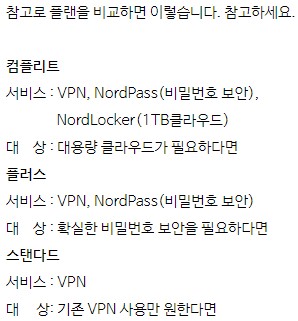 참고로 플랜을 비교하면 이렇습니다. 참고하세요.
컴플리트
서비스 : VPN, NordPass(비밀번호 보안),
NordLocker(1TB클라우드)
대 상 : 대용량 클라우드가 필요하다면
플러스
서비스 : VPN, NordPass(비밀번호 보안)
대 상 : 확실한 비밀번호 보안을 필요하다면
스탠다드
서비스 : VPN
대 상: 기존 VPN 사용만 원한다면